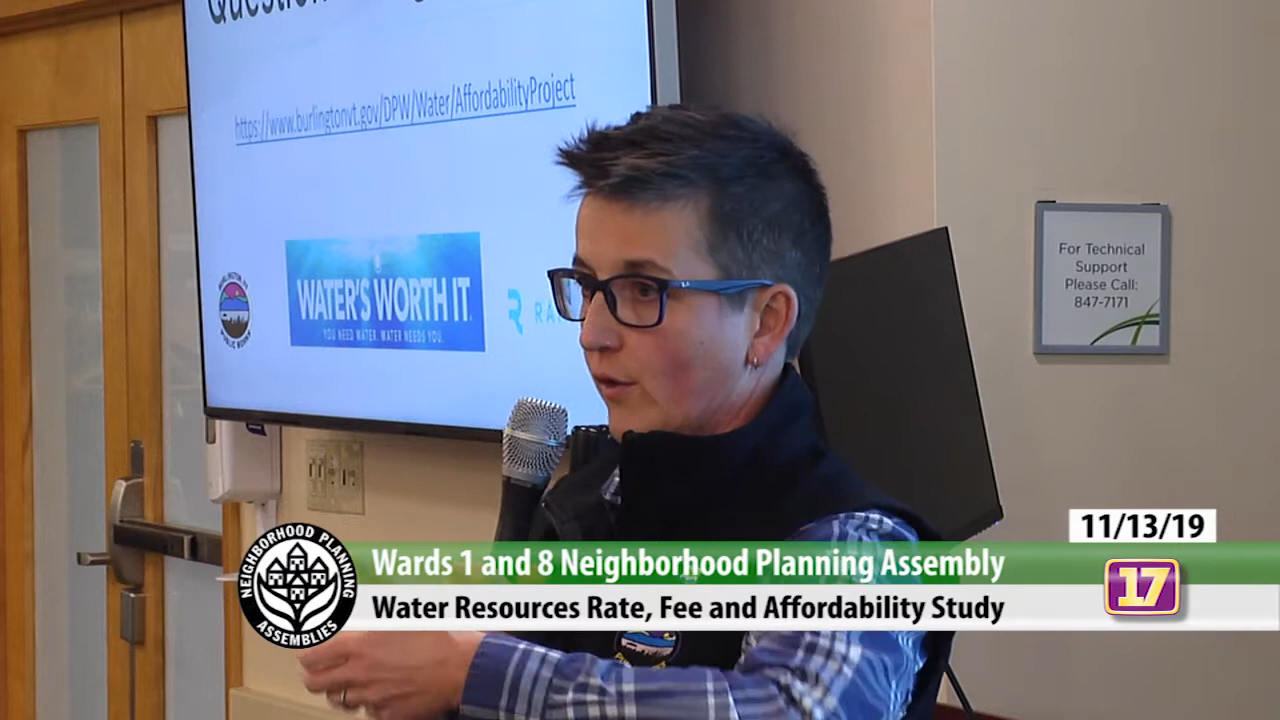 https://www.burlingtonvt.gov/DPW/Water/AffordabilityProject
WATER'S WORTH IT
YOU NEED WATER. WATER NEEDS YOU.
For Technical
Support
Please Call:
847-7171
11/13/19
NEIGHBORHOOD PLANNING
ASSEMBLIES
Wards 1 and 8 Neighborhood Planning Assembly
17
Water Resources Rate, Fee and Affordability Study